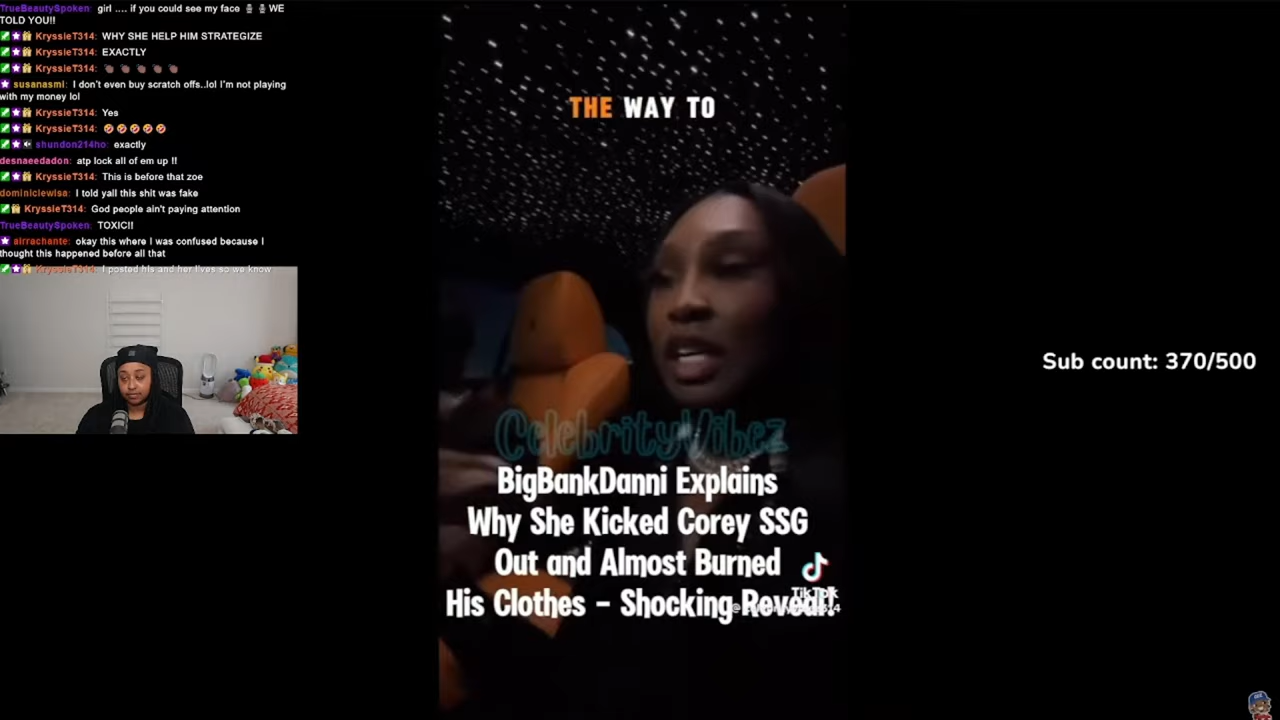 TrueBeautySpoken: girl .... if you could see my face WE
TOLD YOU!!
KryssieT314: WHY SHE HELP HIM STRATEGIZE
KryssieT314: EXACTLY
KryssieT314:
susanasmi: I don't even buy scratch offs..lol I'm not playing
with my money lol
KryssieT314: Yes
KryssieT314: 🤣🤣🤣🤣🤣
shundon214ho: exactly
desnaeedadon: atp lock all of em up !!
KryssieT314: This is before that zoe
dominiclewisa: I told yall this shit was fake
KryssieT314: God people ain't paying attention
TrueBeautySpoken: TOXIC!!
airrachante: okay this where I was confused because I
thought this happened before all that
KryssieT314: I posted his and her lives so we know
THE WAY TO
CelebrityVibez
BigBankDanni Explains
Why She Kicked Corey SSG
Out and Almost Burned
His Clothes – Shocking Reveal!
TikTok
Sub count: 370/500